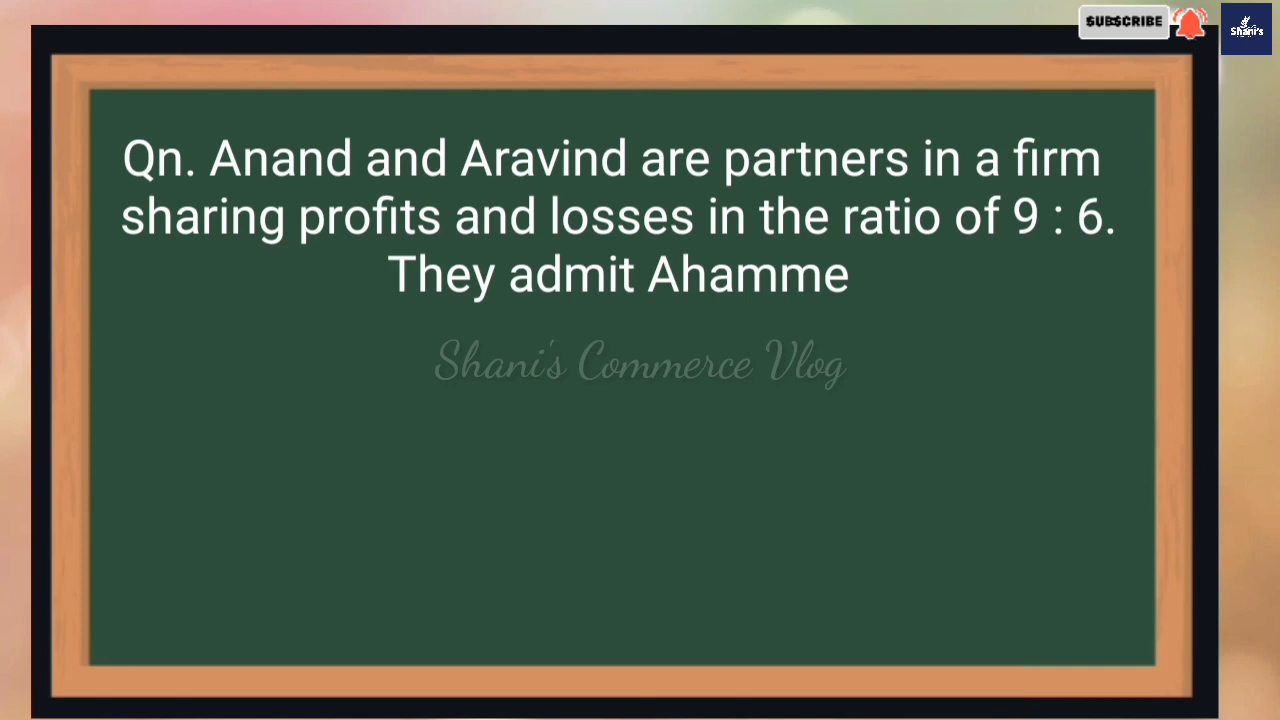 SUBSCRIBE
Shani's
Qn. Anand and Aravind are partners in a firm
sharing profits and losses in the ratio of 9 : 6.
They admit Ahamme
Shani's Commerce Vlog